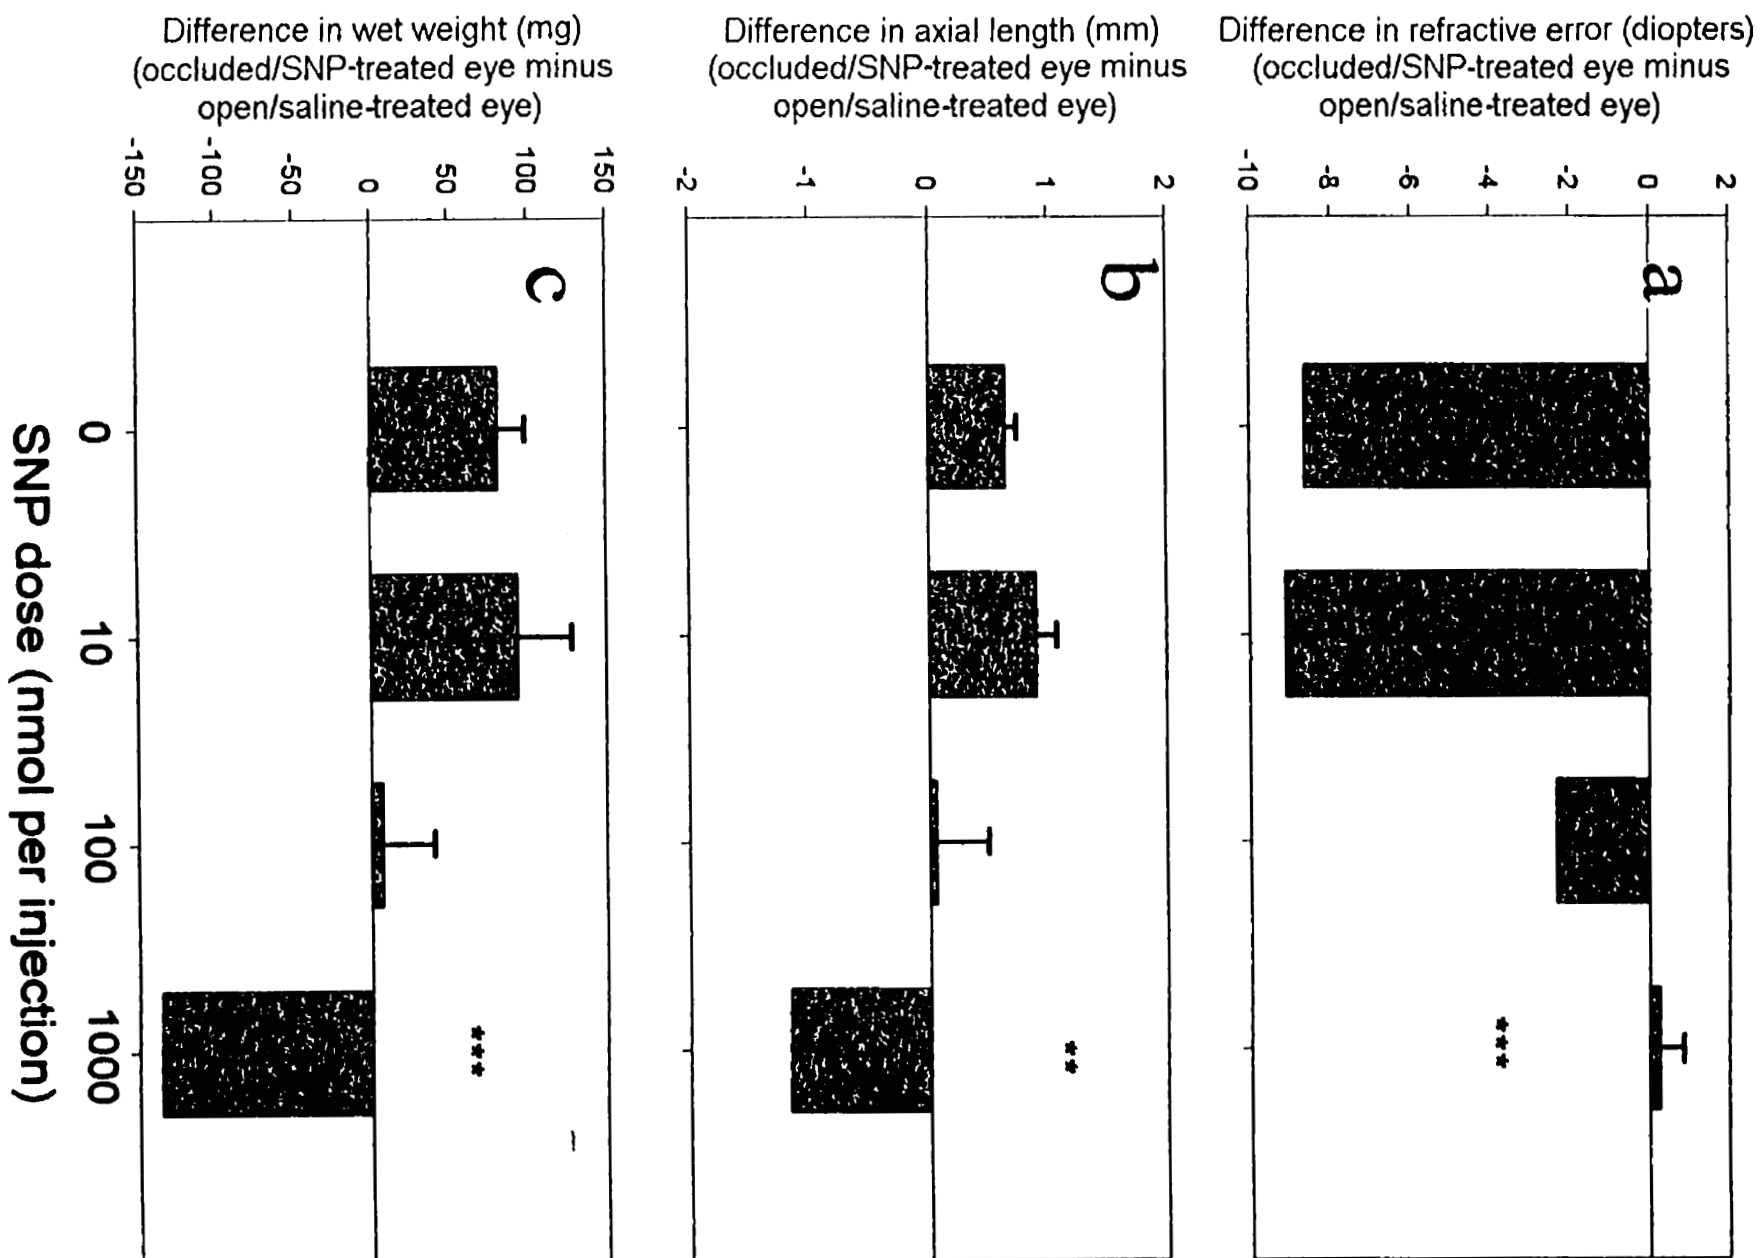 Difference in refractive error (diopters)
(occluded/SNP-treated eye minus
open/saline-treated eye)
2
0
-2
-4
-6
-8
-10
a
***
Difference in axial length (mm)
(occluded/SNP-treated eye minus
open/saline-treated eye)
2
1
0
-1
-2
b
**
Difference in wet weight (mg)
(occluded/SNP-treated eye minus
open/saline-treated eye)
150
100
50
0
-50
-100
-150
c
***
0 10 100 1000
SNP dose (nmol per injection)